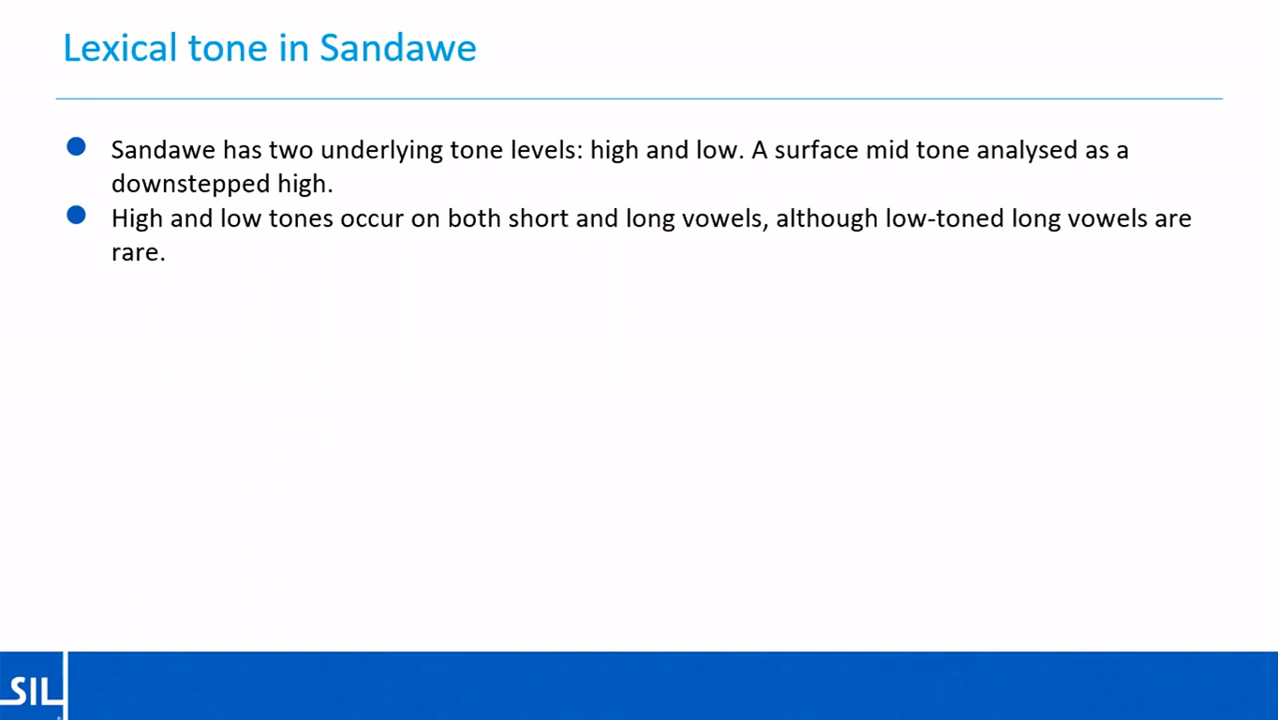 Lexical tone in Sandawe
Sandawe has two underlying tone levels: high and low. A surface mid tone analysed as a
downstepped high.
High and low tones occur on both short and long vowels, although low-toned long vowels are
rare.
SIL